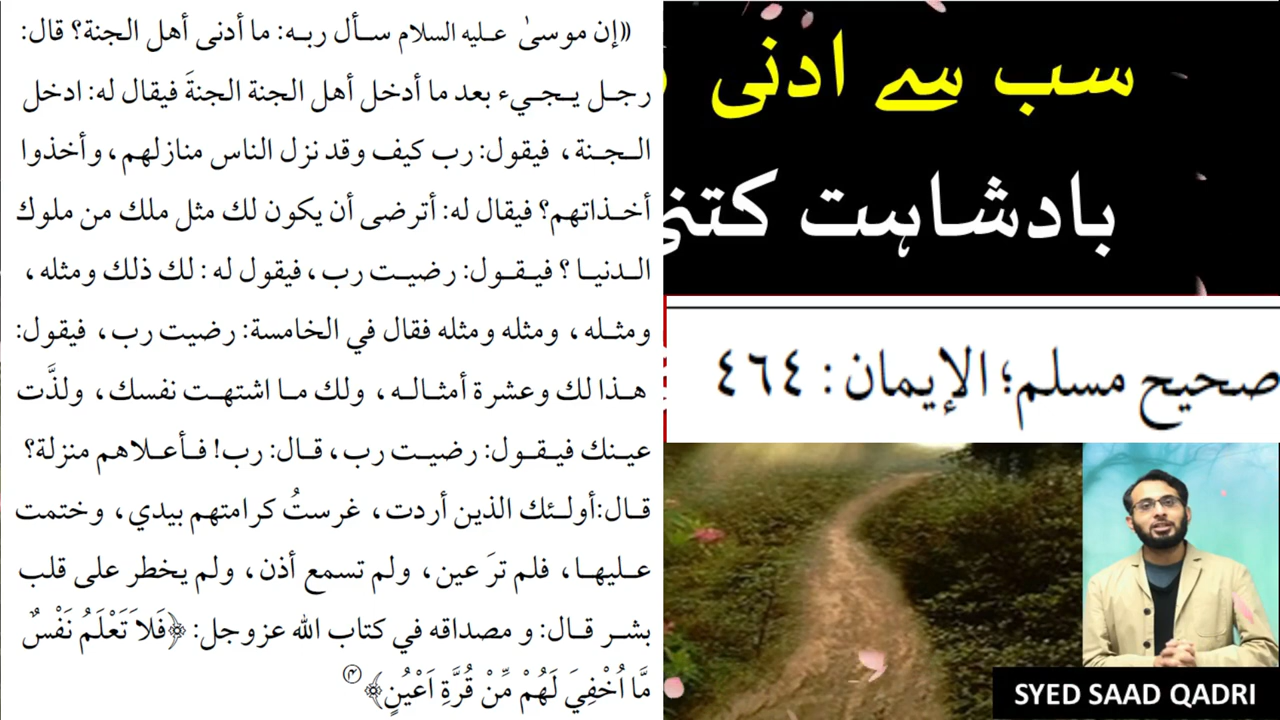 «إن موسىٰ عليه السلام سأل ربه: ما أدنى أهل الجنة؟ قال:
رجل يجيء بعد ما أدخل أهل الجنة الجنةَ فيقال له: ادخل
الجنة، فيقول: رب كيف وقد نزل الناس منازلهم، وأخذوا
أخذاتهم؟ فيقال له: أترضى أن يكون لك مثل ملك من ملوك
الدنيا؟ فيقول: رضيت رب، فيقول له: لك ذلك ومثله،
ومثله، ومثله ومثله فقال في الخامسة: رضيت رب، فيقول:
هذا لك وعشرة أمثاله، ولك ما اشتهت نفسك، ولذَّت
عينك فيقول: رضيت رب، قال: رب! فأعلاهم منزلة؟
قال:أولئك الذين أردت، غرستُ كرامتهم بيدي، وختمت
عليها، فلم ترَ عين، ولم تسمع أذن، ولم يخطر على قلب
بشر قال: و مصداقه في كتاب الله عزوجل: ﴿فَلاَ تَعْلَمُ نَفْسٌ
مَّا اُخْفِيَ لَهُمْ مِّنْ قُرَّةِ اَعْيُنٍ﴾
سب سے ادنی
بادشاہت کتنی
صحيح مسلم؛ الإيمان: ٤٦٤
SYED SAAD QADRI